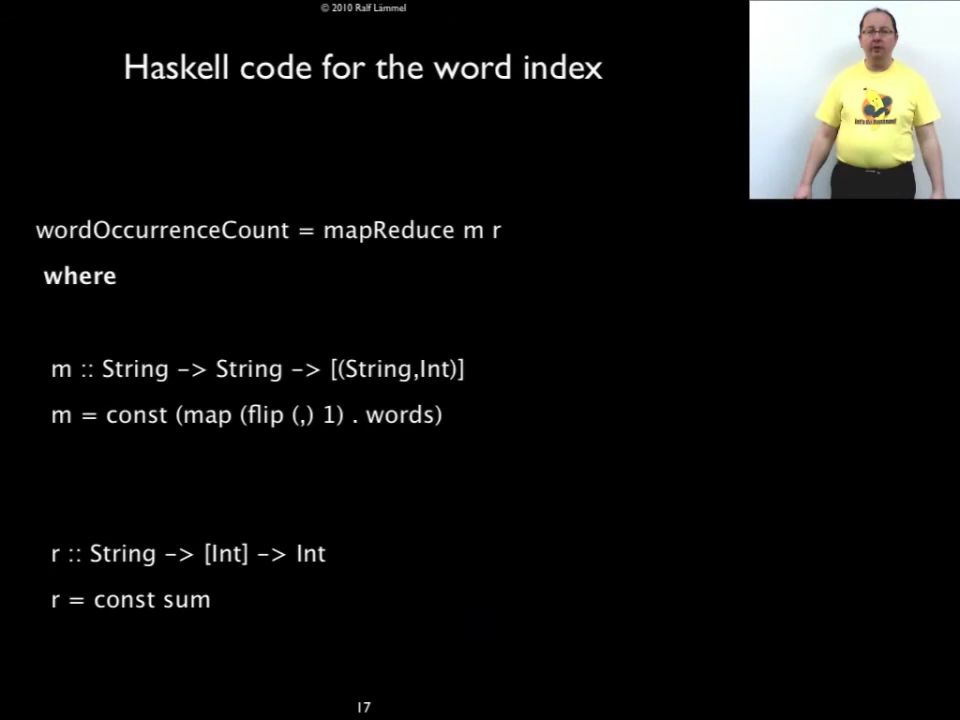 © 2010 Ralf Lämmel
Haskell code for the word index
wordOccurrenceCount = mapReduce m r
where
m :: String -> String -> [(String,Int)]
m = const (map (flip (,) 1) . words)
r :: String -> [Int] -> Int
r = const sum
17